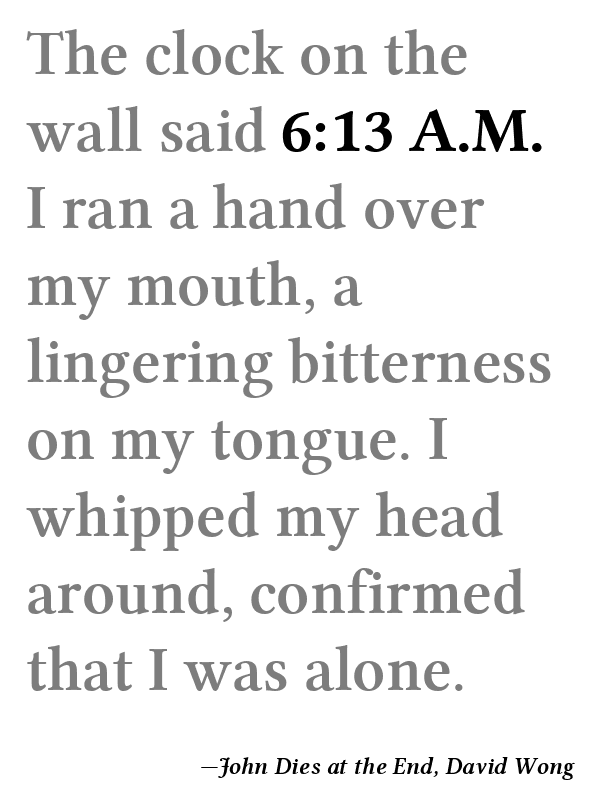 The clock on the
wall said 6:13 A.M.
I ran a hand over
my mouth, a
lingering bitterness
on my tongue. I
whipped my head
around, confirmed
that I was alone.
—John Dies at the End, David Wong